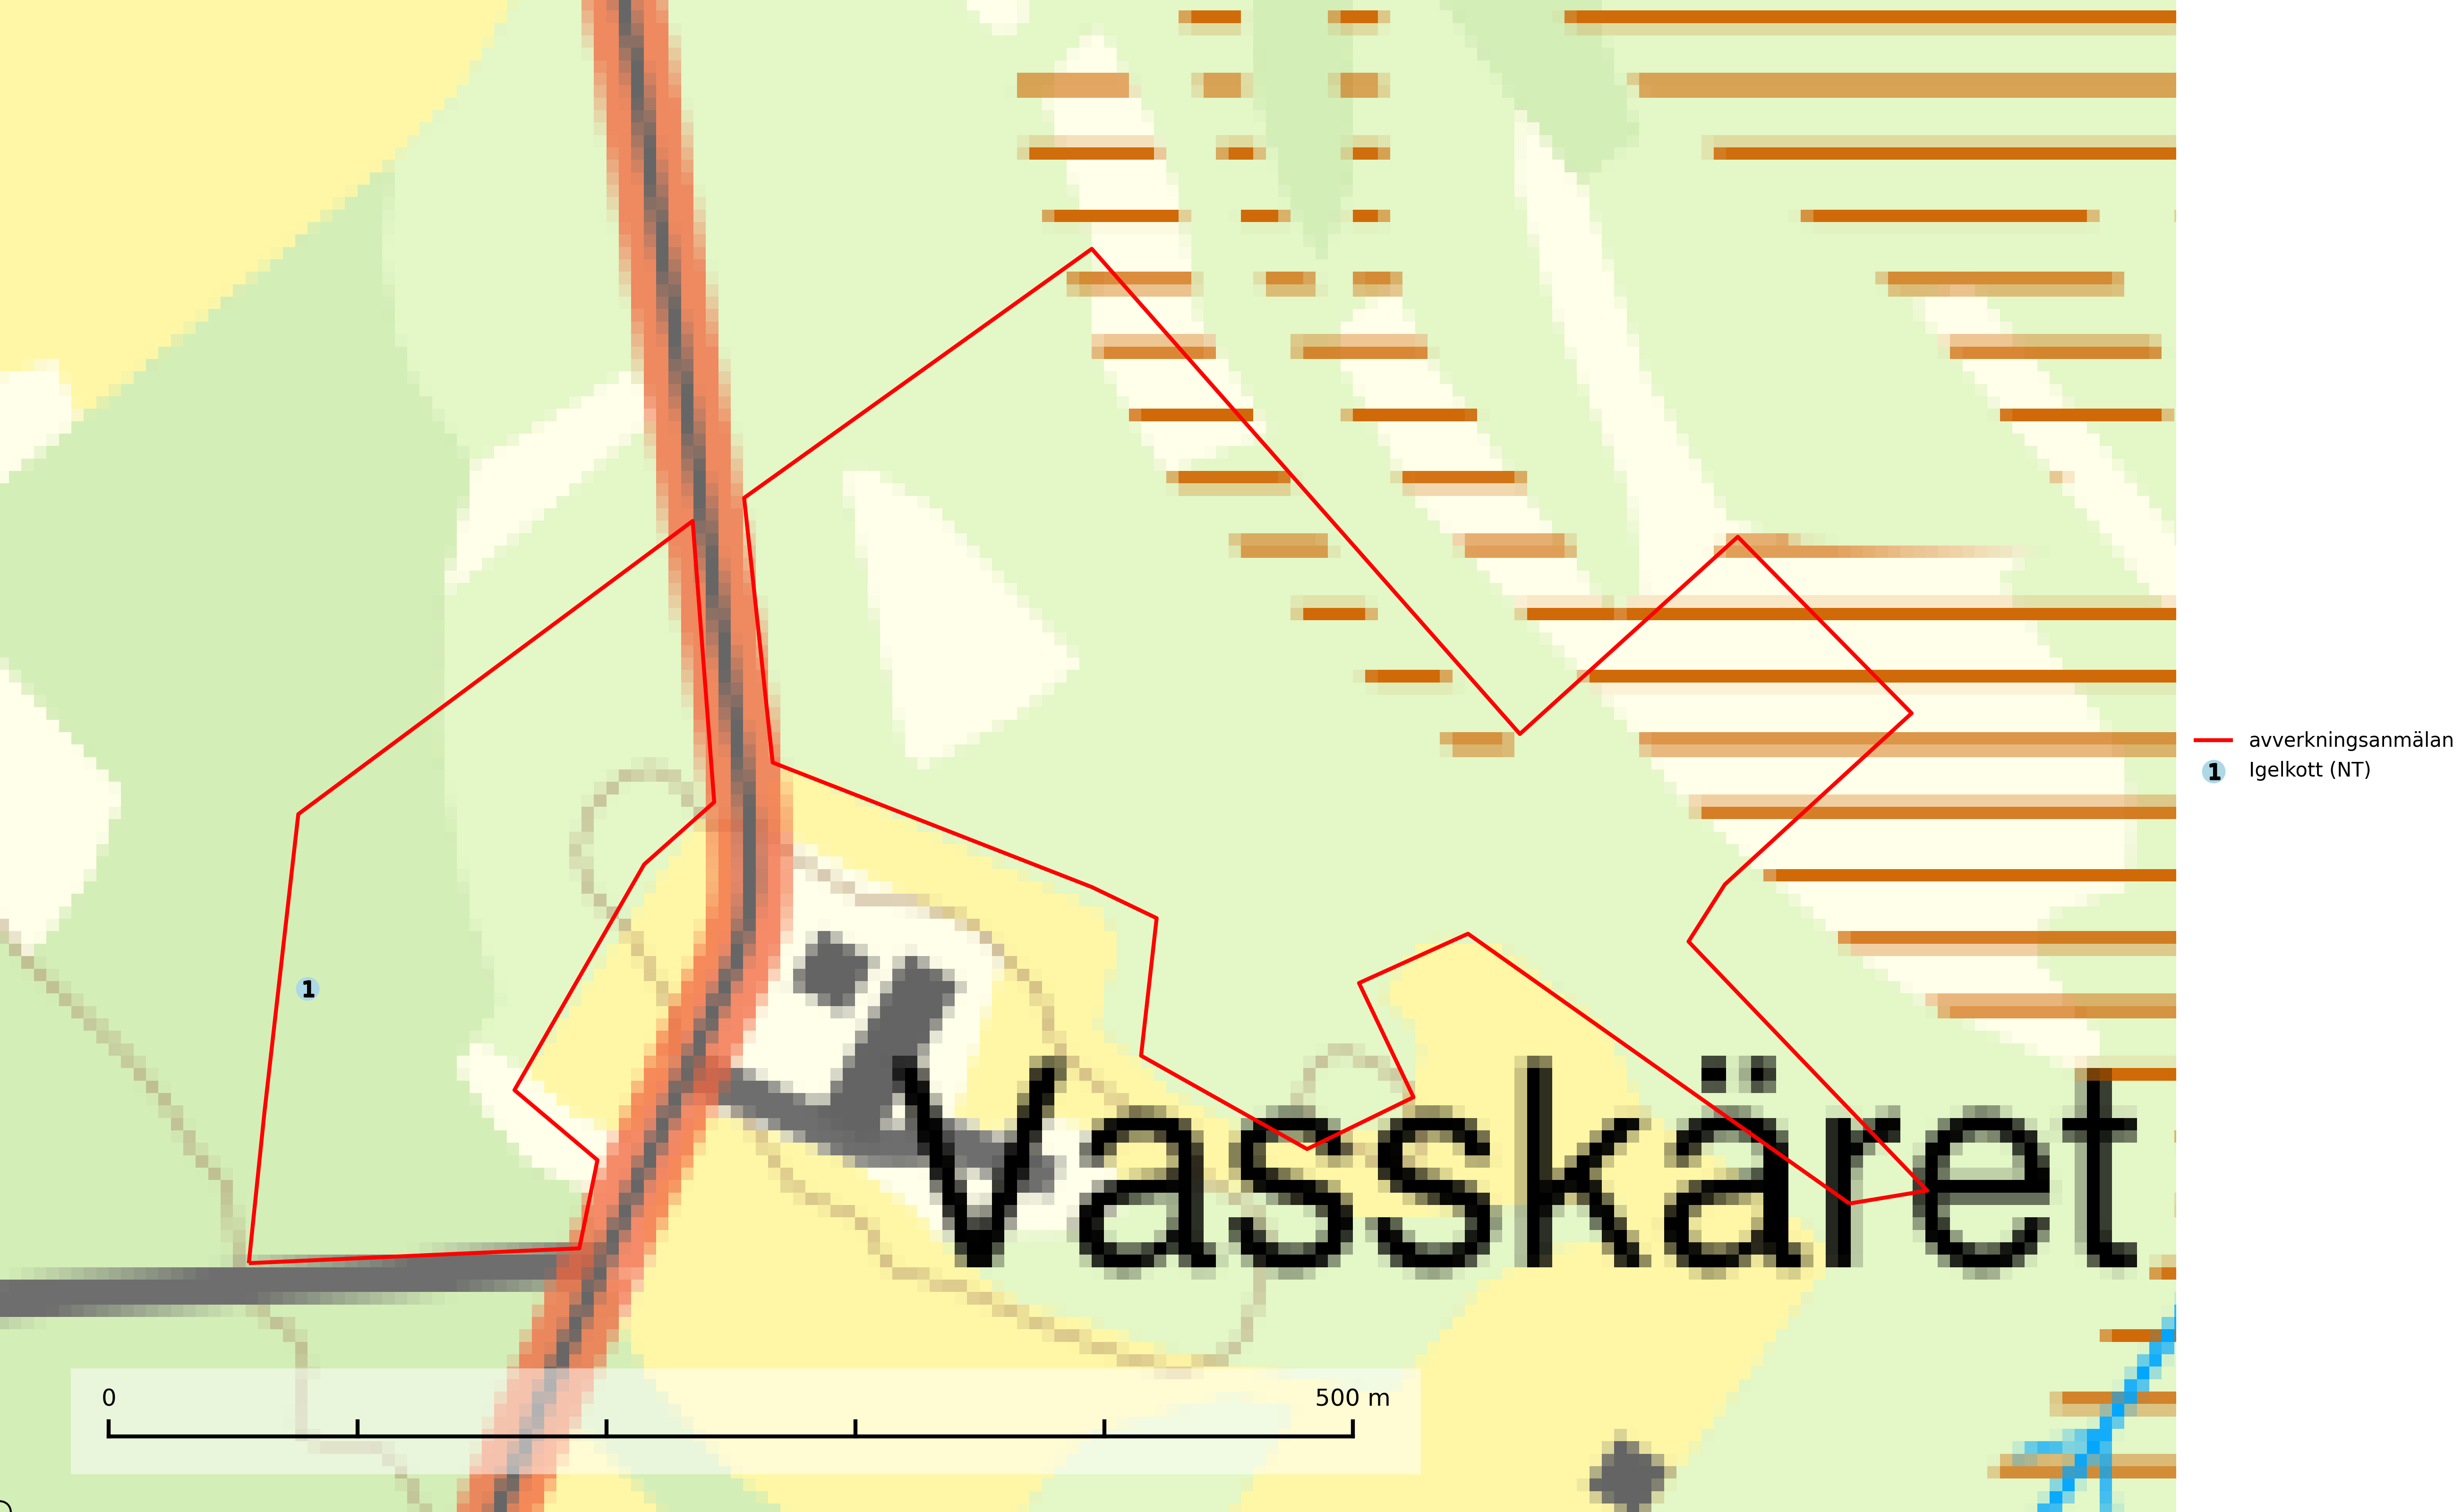 avverkningsanmälan
1 Igelkott (NT)
1
Vasskäret
0 500 m